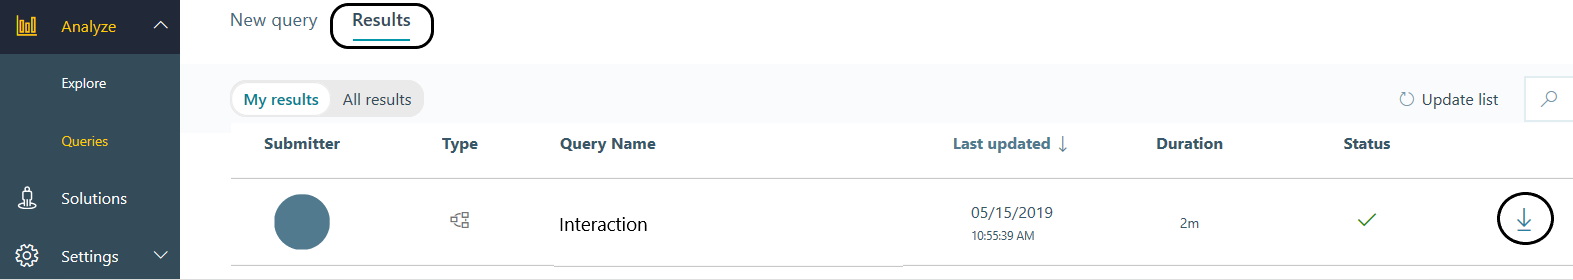 Analyze
Explore
Queries
Solutions
Settings
New query Results
My results All results
Update list
Submitter Type Query Name Last updated ↓ Duration Status
Interaction 05/15/2019 2m
10:55:39 AM